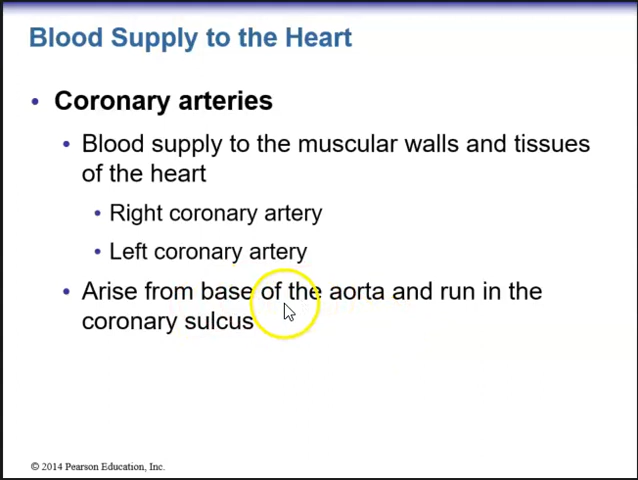 Blood Supply to the Heart
• Coronary arteries
• Blood supply to the muscular walls and tissues
of the heart
• Right coronary artery
• Left coronary artery
• Arise from base of the aorta and run in the
coronary sulcus
© 2014 Pearson Education, Inc.